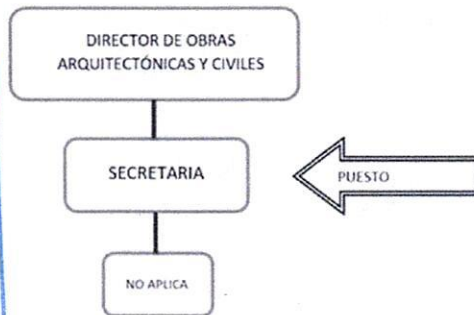 DIRECTOR DE OBRAS
ARQUITECTÓNICAS Y CIVILES
SECRETARIA
PUESTO
NO APLICA